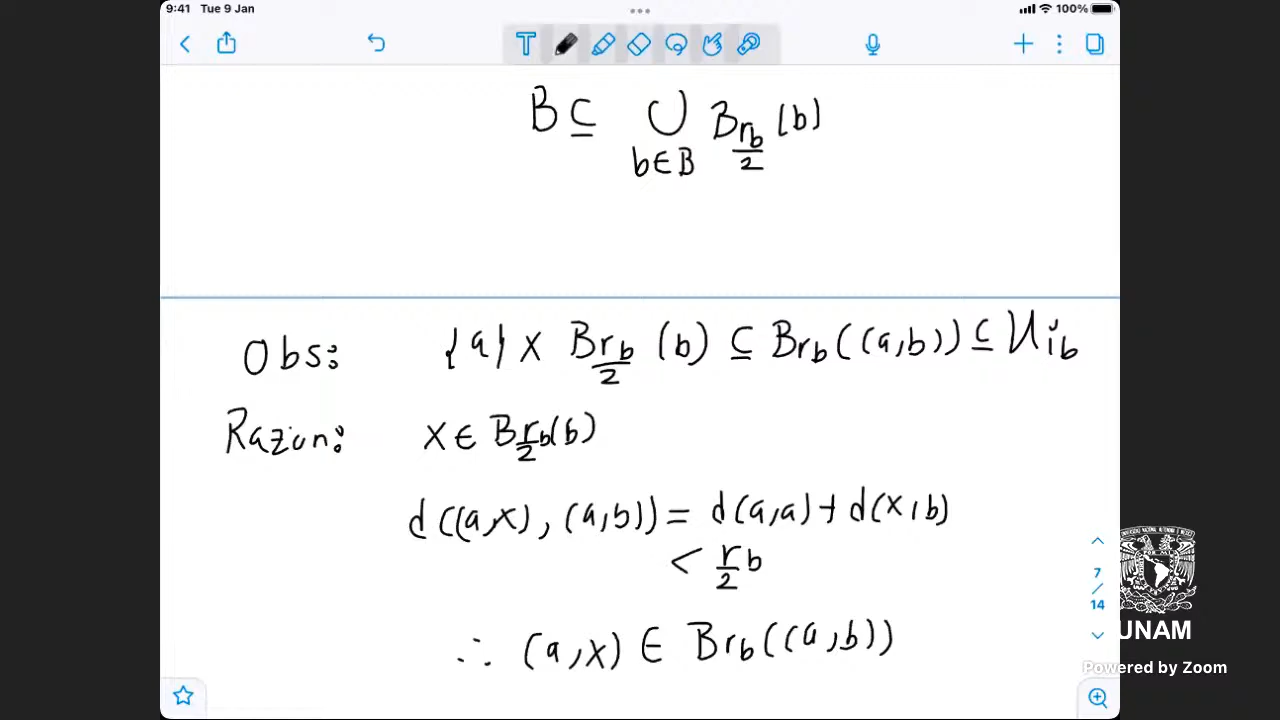 9:41 Tue 9 Jan 100%
B ⊆ ∪ B_{r_b/2}(b)
b∈B
Obs: {a} x B_{r_b/2}(b) ⊆ B_{r_b}((a,b)) ⊆ U_{i_b}
Razon: x ∈ B_{r_b/2}(b)
d((a,x),(a,b)) = d(a,a) + d(x,b)
< r_b/2
∴ (a,x) ∈ B_{r_b}((a,b))
7
/
14
UNAM
Powered by Zoom